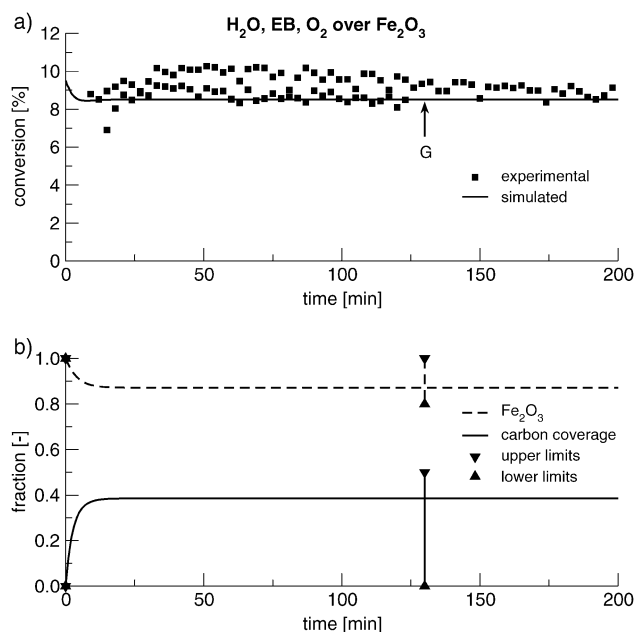 a)
H₂O, EB, O₂ over Fe₂O₃
conversion [%]
12
10
8
6
4
2
0
G
experimental
simulated
0 50 100 150 200
time [min]
b)
fraction [-]
1.0
0.8
0.6
0.4
0.2
0.0
Fe₂O₃
carbon coverage
upper limits
lower limits
0 50 100 150 200
time [min]